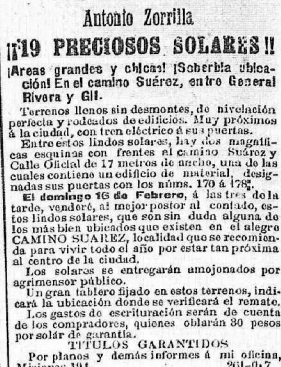 Antonio Zorrilla
¡¡19 PRECIOSOS SOLARES!!
¡Areas grandes y chicas! ¡Soberbia ubica-
ción! En el camino Suárez, entre General
Rivera y Gil.
Terrenos llenos sin desmontes, de nivelación
perfecta y rodeados de edificios. Muy próximos
á la ciudad, con tren eléctrico á sus puertas.
Entre estos lindos solares, hay dos magnífi-
cas esquinas con frentes al camino Suárez y
Calle Oficial de 17 metros de ancho, una de las
cuales contiene un edificio de material, desig-
nadas sus puertas con los núms. 170 á 178.
El domingo 16 de Febrero, á las tres de la
tarde, venderé, al mejor postor al contado, es-
tos lindos solares, que son sin duda alguna de
los más bien ubicados que existen en el alegre
CAMINO SUAREZ, localidad que se recomien-
da para vivir todo el año por estar tan próxima
al centro de la ciudad.
Los solares se entregarán amojonados por
agrimensor público.
Un gran tablero fijado en estos terrenos, indi-
cará la ubicación donde se verificará el remate.
Los gastos de escrituración serán de cuenta
de los compradores, quienes oblarán 30 pesos
por solar de garantía.
TITULOS GARANTIDOS
Por planos y demás informes á mi oficina,